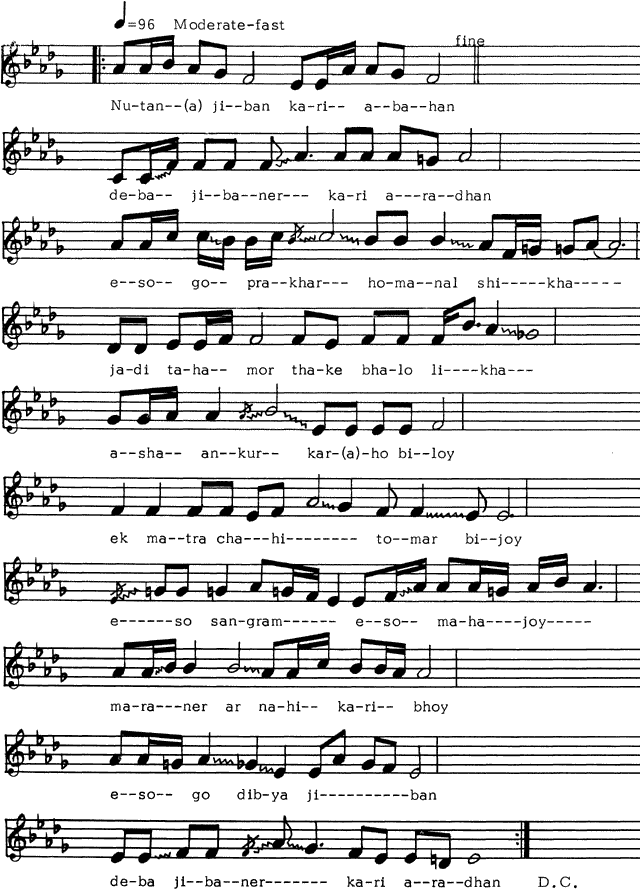 =96 Moderate-fast
fine
Nu-tan--(a) ji--ban ka-ri-- a--ba--han
de-ba-- ji--ba--ner--- ka-ri a---ra--dhan
e--so-- go-- pra--khar-- ho-ma--nal shi----kha-----
ja-di ta-ha-- mor tha-ke bha-lo li----kha---
a--sha-- an--kur-- kar-(a)-ho bi--loy
ek ma--tra cha--hi-------- to--mar bi-joy
e------so san-gram------ e-so-- ma-ha---joy-----
ma-ra---ner ar na-hi-- ka-ri-- bhoy
e--so-- go dib-ya ji----------ban
de-ba ji--ba--ner------- ka-ri a--ra--dhan D.C.